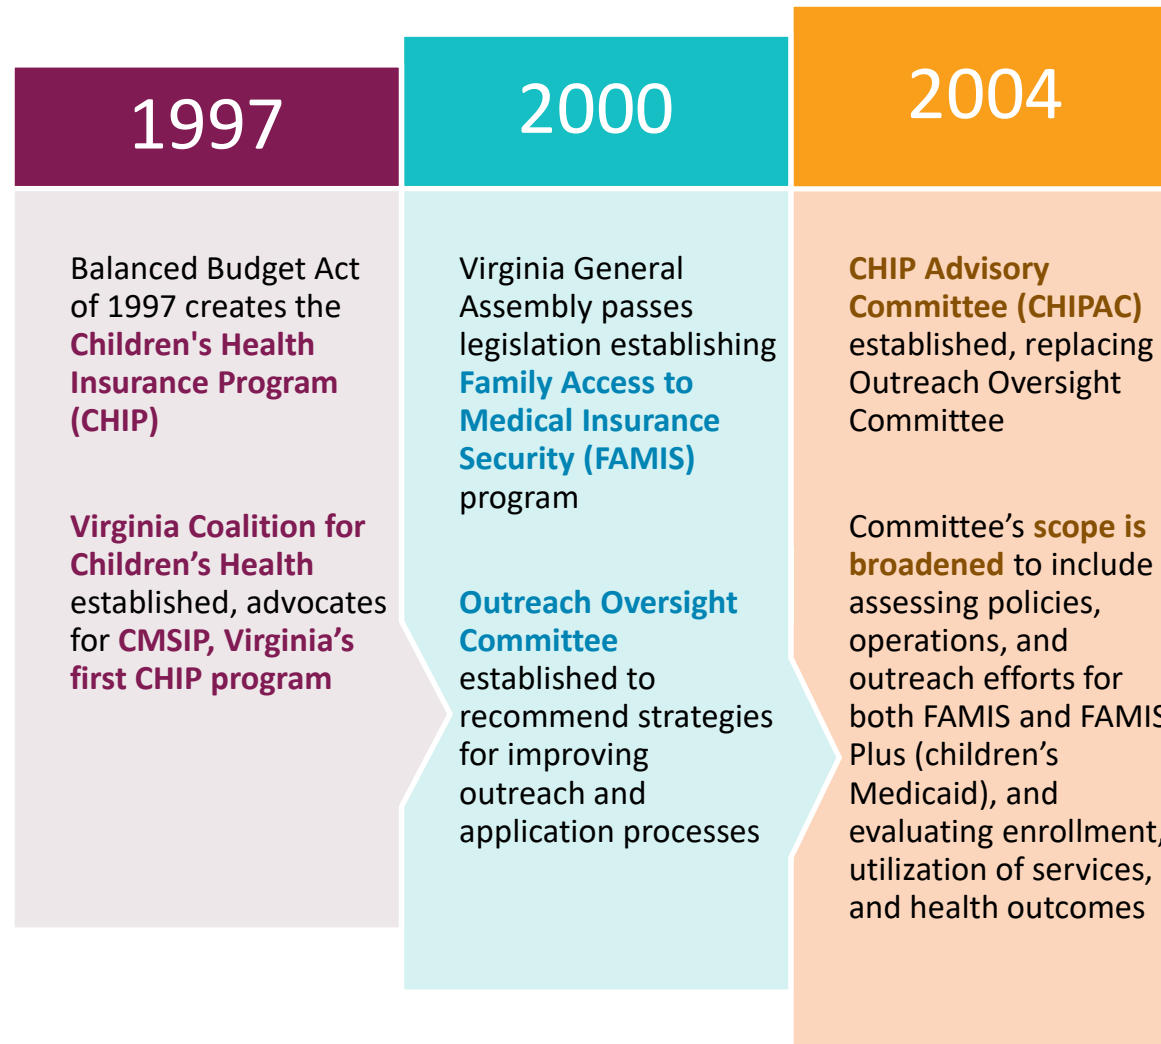 1997
Balanced Budget Act
of 1997 creates the
Children's Health
Insurance Program
(CHIP)
Virginia Coalition for
Children’s Health
established, advocates
for CMSIP, Virginia’s
first CHIP program
2000
Virginia General
Assembly passes
legislation establishing
Family Access to
Medical Insurance
Security (FAMIS)
program
Outreach Oversight
Committee
established to
recommend strategies
for improving
outreach and
application processes
2004
CHIP Advisory
Committee (CHIPAC)
established, replacing
Outreach Oversight
Committee
Committee’s scope is
broadened to include
assessing policies,
operations, and
outreach efforts for
both FAMIS and FAMIS
Plus (children’s
Medicaid), and
evaluating enrollment,
utilization of services,
and health outcomes